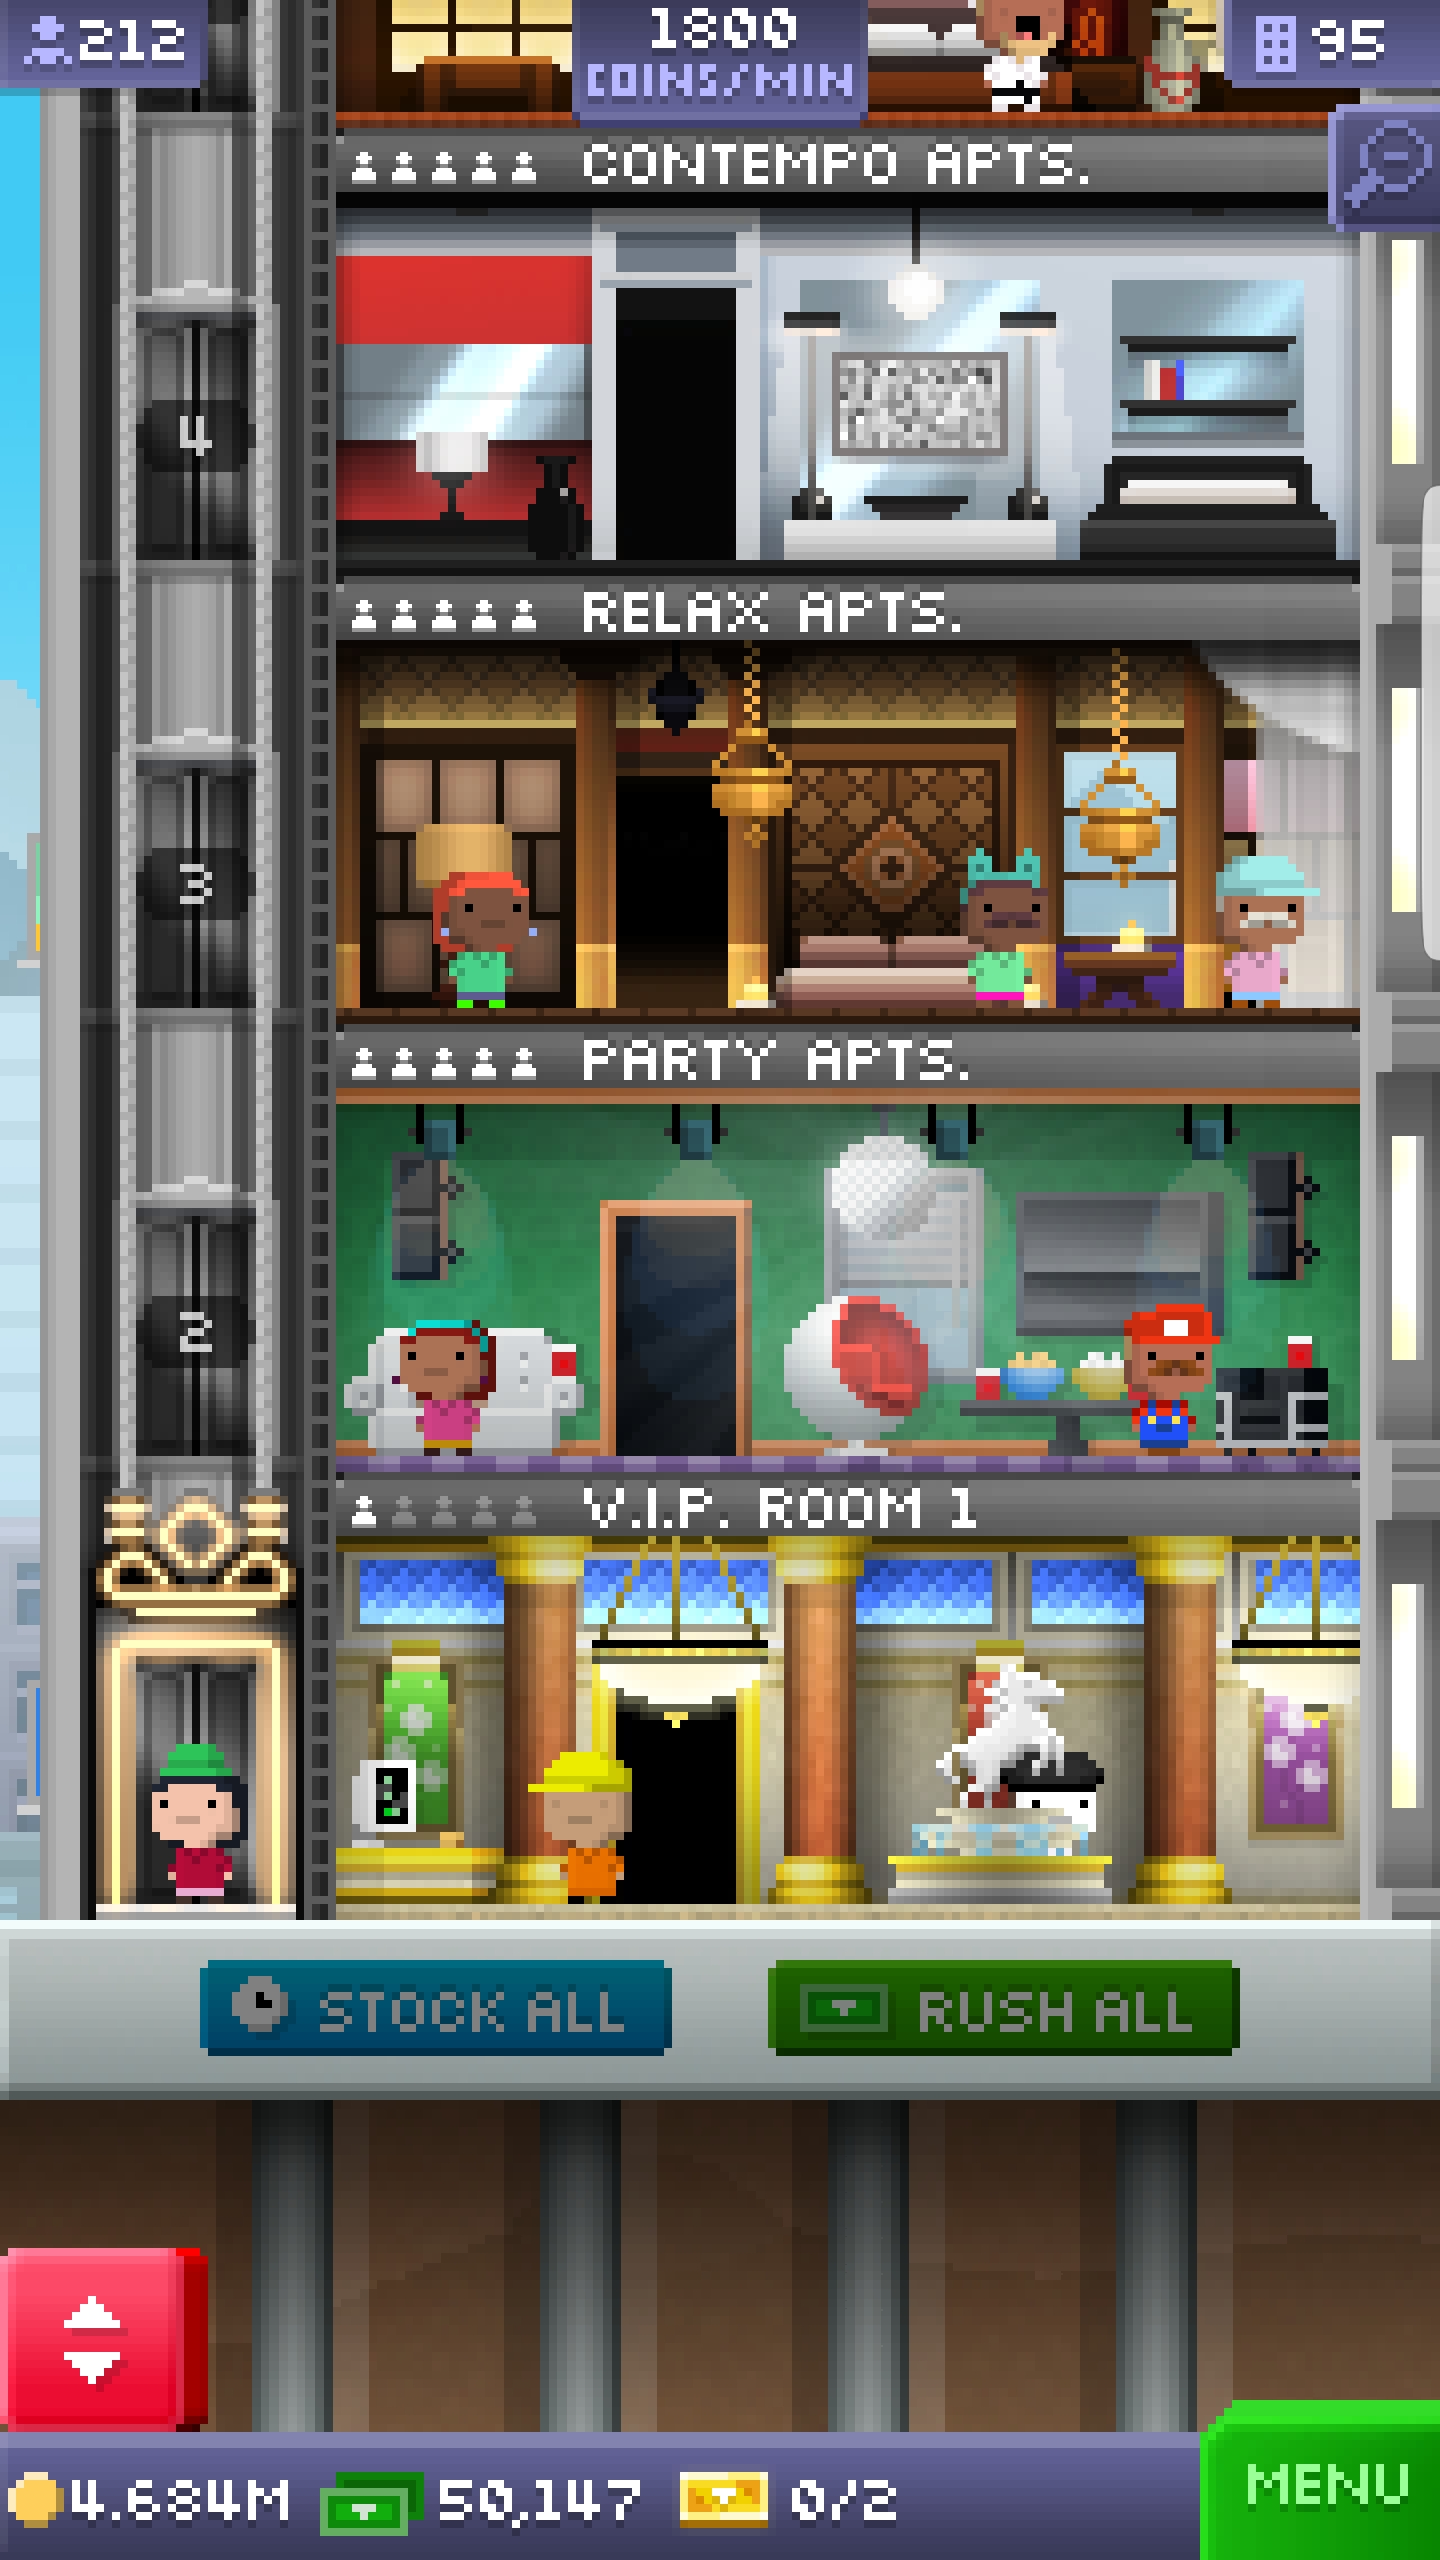 212
1800
COINS/MIN
95
CONTEMPO APTS.
4
RELAX APTS.
3
PARTY APTS.
2
V.I.P. ROOM 1
STOCK ALL
RUSH ALL
4.684M
50,147
0/2
MENU